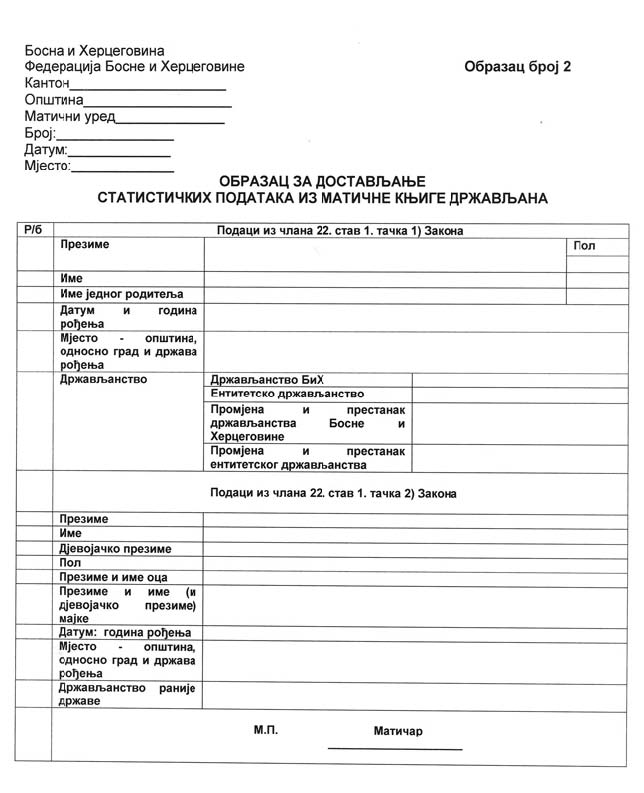 Босна и Херцеговина
Федерација Босне и Херцеговине
Образац број 2
Кантон
Општина
Матични уред
Број:
Датум:
Мјесто:
ОБРАЗАЦ ЗА ДОСТАВЉАЊЕ
СТАТИСТИЧКИХ ПОДАТАКА ИЗ МАТИЧНЕ КЊИГЕ ДРЖАВЉАНА
Р/б
Подаци из члана 22. став 1. тачка 1) Закона
Презиме
Пол
Име
Име једног родитеља
Датум и година
рођења
Мјесто - општина,
односно град и држава
рођења
Држављанство
Држављанство БиХ
Ентитетско држављанство
Промјена и престанак
држављанства Босне и
Херцеговине
Промјена и престанак
ентитетског држављанства
Подаци из члана 22. став 1. тачка 2) Закона
Презиме
Име
Дјевојачко презиме
Пол
Презиме и име оца
Презиме и име (и
дјевојачко презиме)
мајке
Датум: година рођења
Мјесто - општина,
односно град и држава
рођења
Држављанство раније
државе
М.П.
Матичар